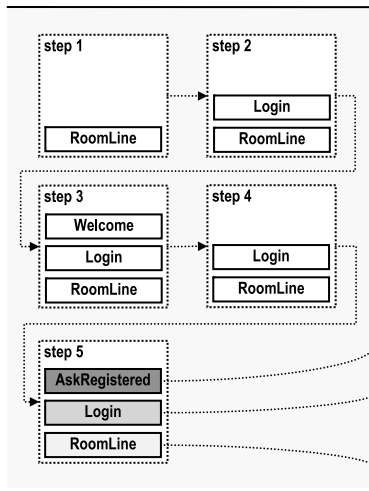 step 1
RoomLine
step 2
Login
RoomLine
step 3
Welcome
Login
RoomLine
step 4
Login
RoomLine
step 5
AskRegistered
Login
RoomLine